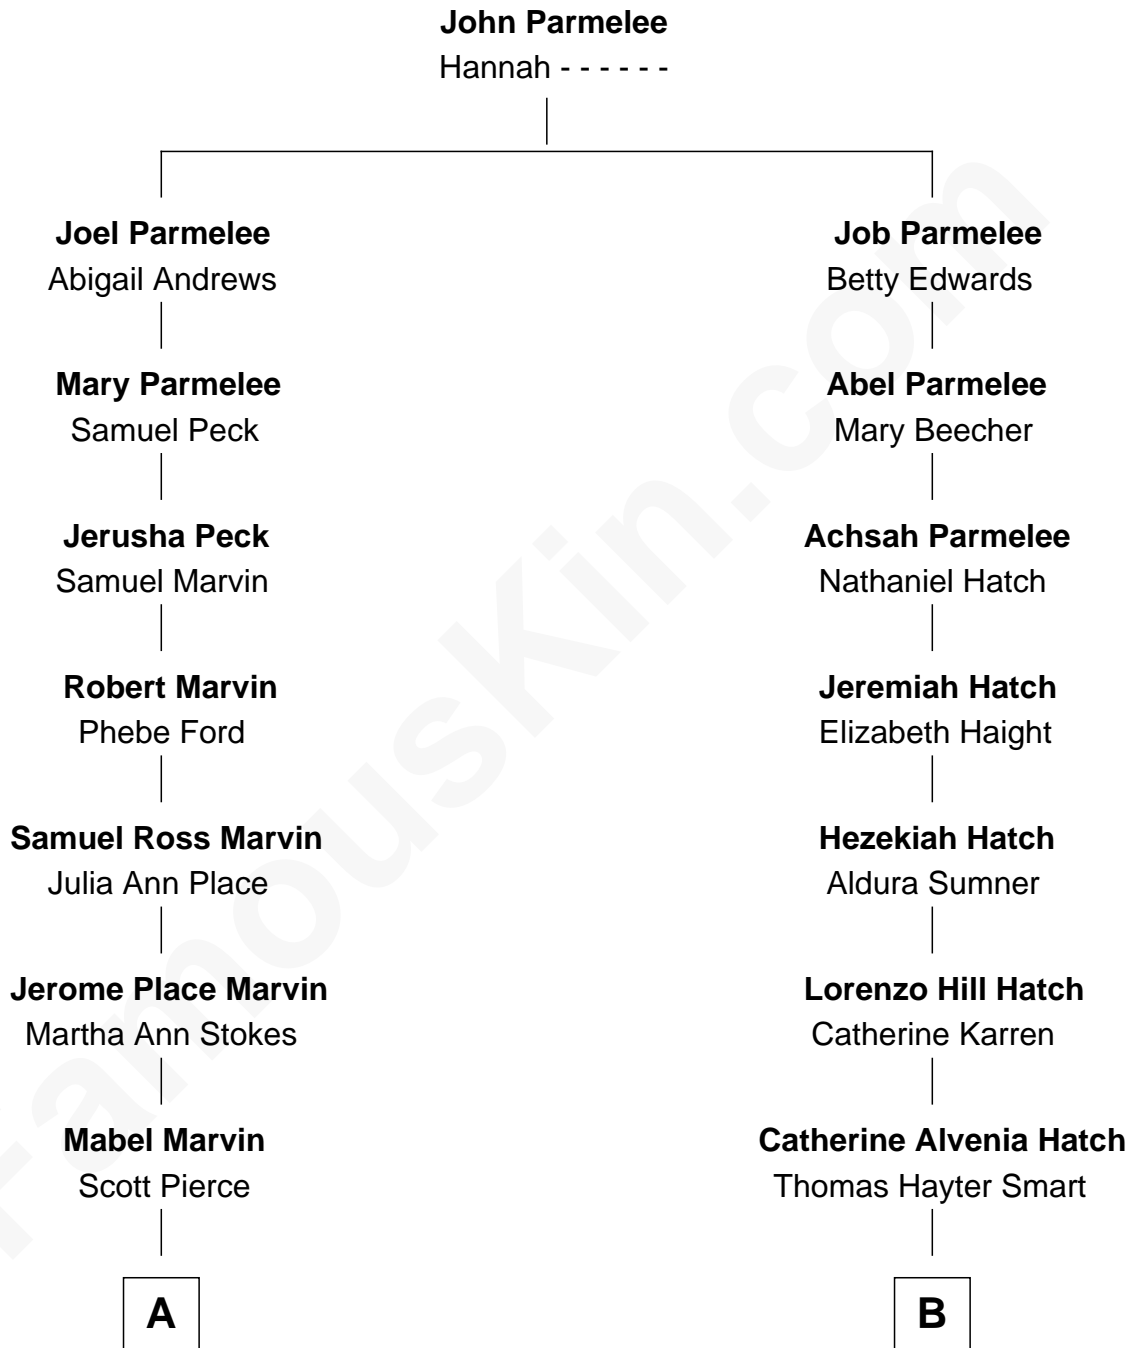 John Parmelee
Hannah - - - - - -
Joel Parmelee
Abigail Andrews
Job Parmelee
Betty Edwards
Mary Parmelee
Samuel Peck
Abel Parmelee
Mary Beecher
Jerusha Peck
Samuel Marvin
Achsah Parmelee
Nathaniel Hatch
Robert Marvin
Phebe Ford
Jeremiah Hatch
Elizabeth Haight
Samuel Ross Marvin
Julia Ann Place
Hezekiah Hatch
Aldura Sumner
Jerome Place Marvin
Martha Ann Stokes
Lorenzo Hill Hatch
Catherine Karren
Mabel Marvin
Scott Pierce
Catherine Alvenia Hatch
Thomas Hayter Smart
A
B
FamousKin.com